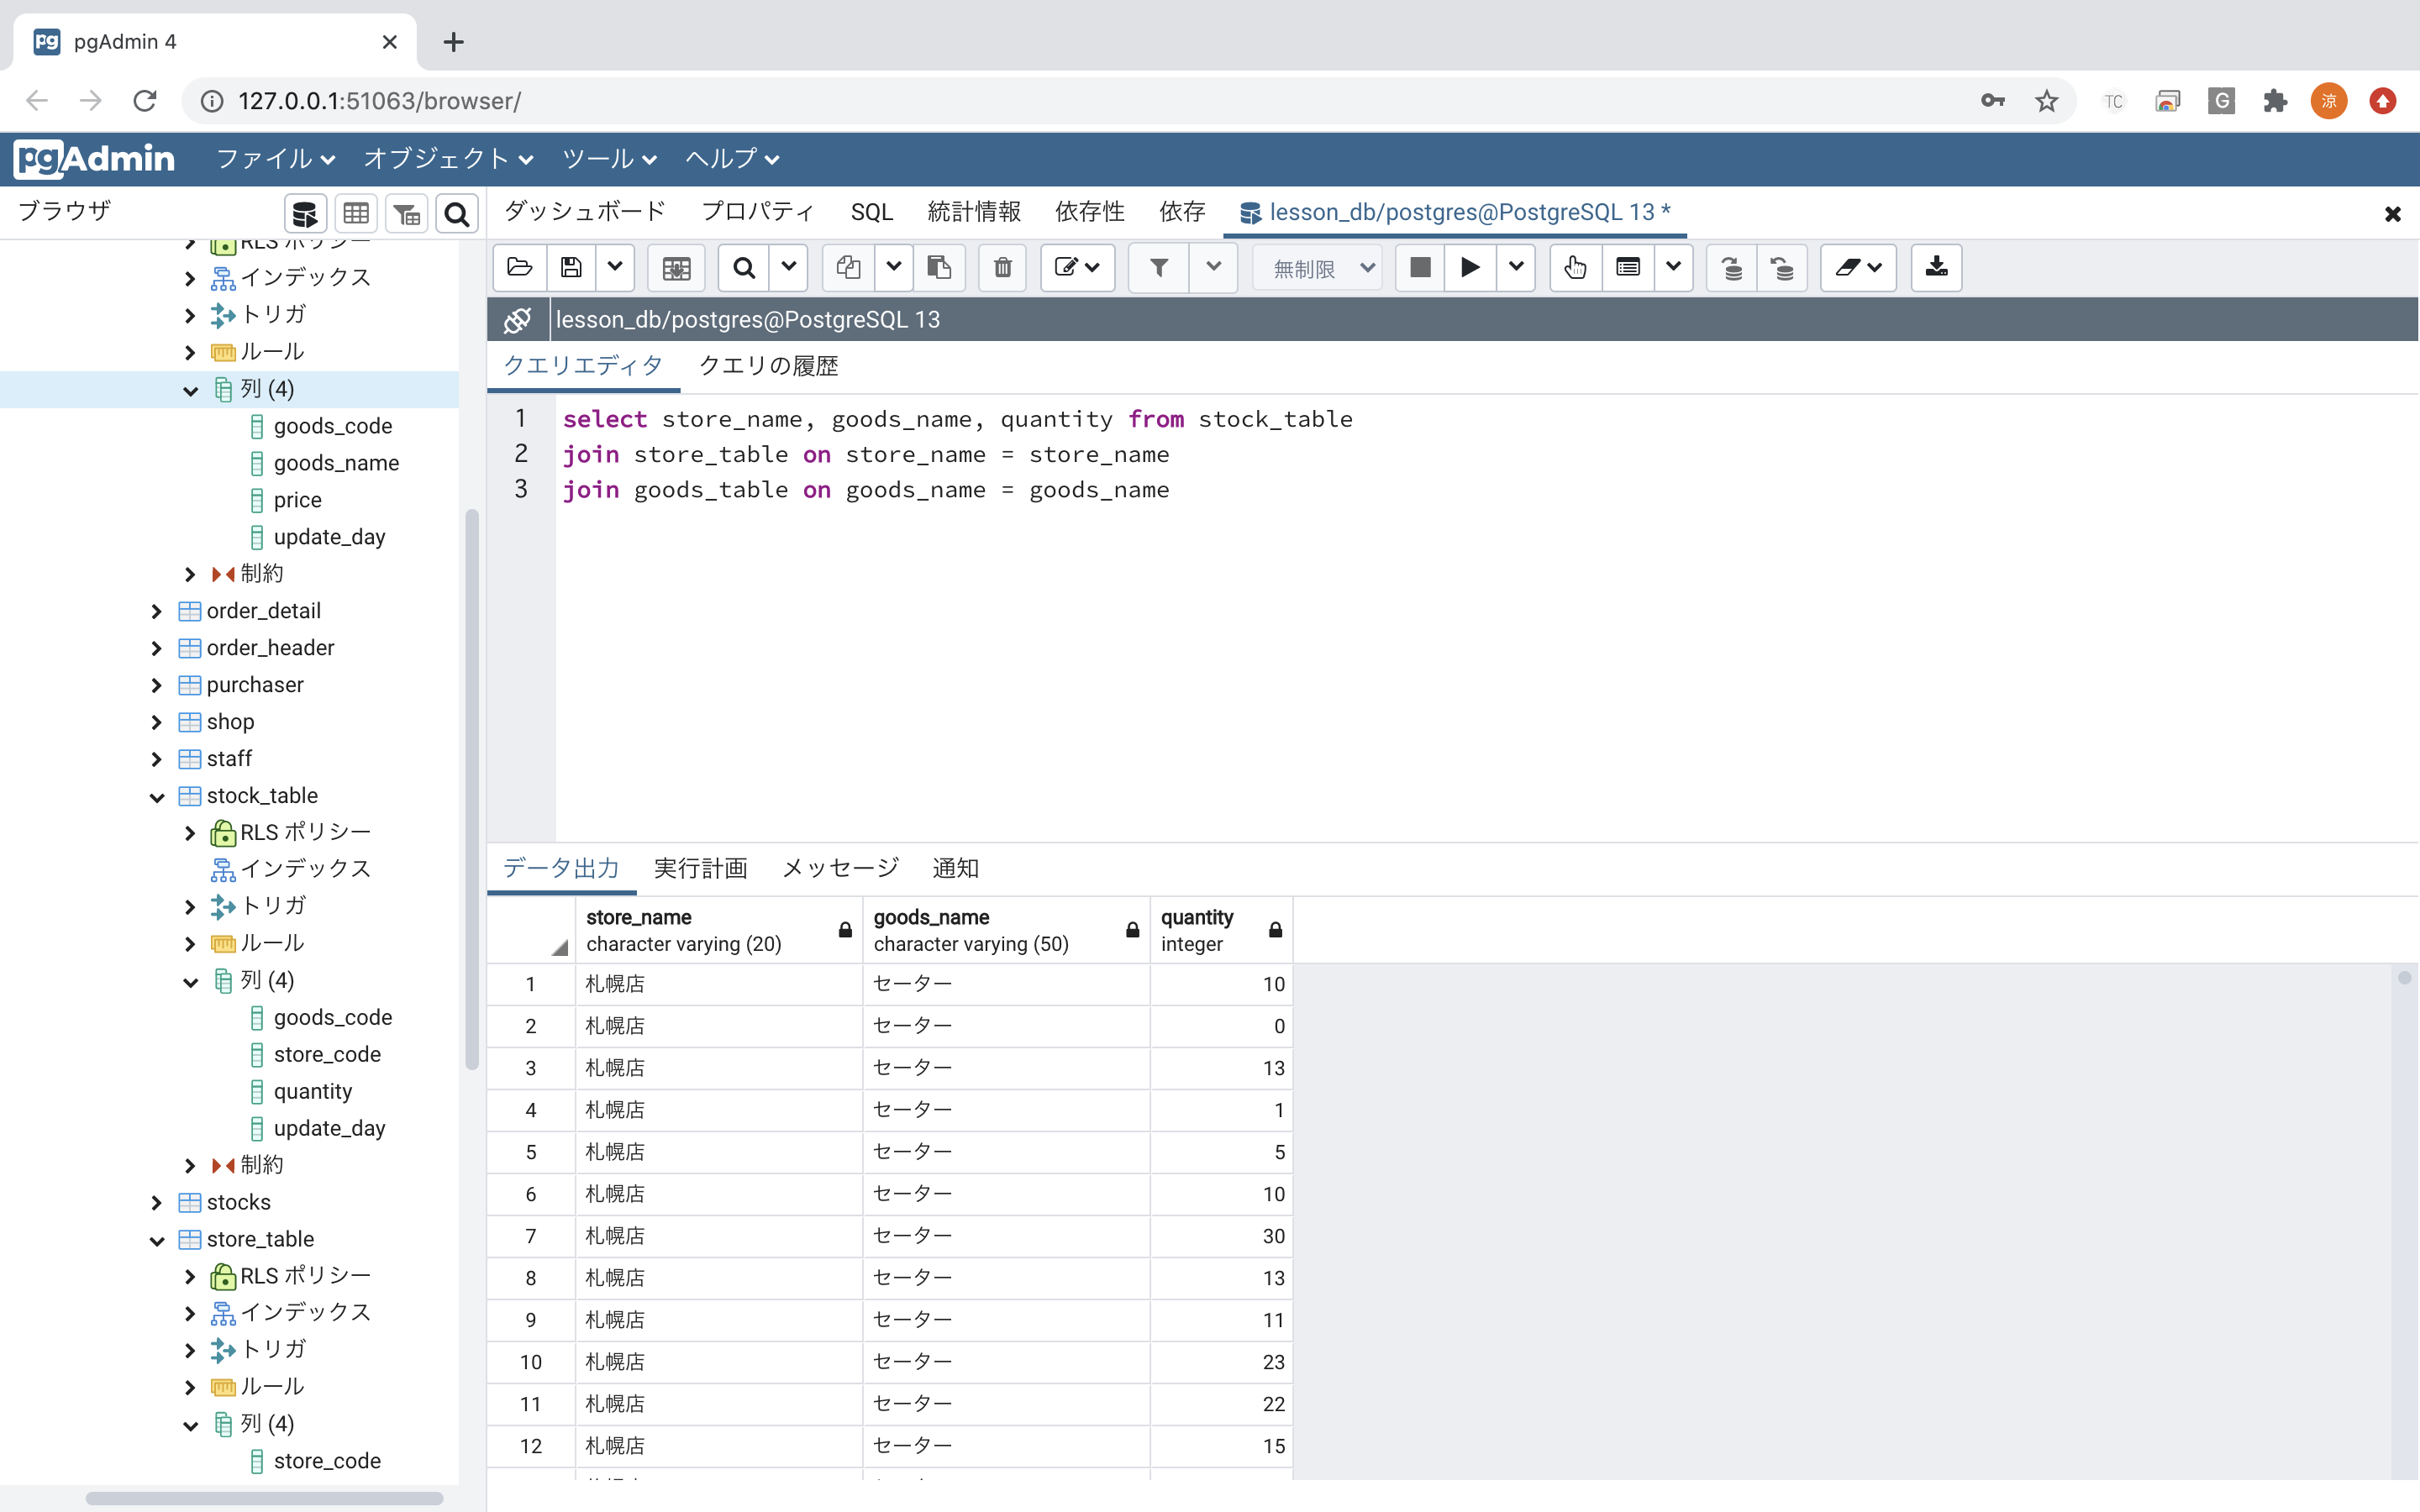 pgAdmin 4
127.0.0.1:51063/browser/
TC
G
涼
pgAdmin
ファイル
オブジェクト
ツール
ヘルプ
ブラウザ
ダッシュボード
プロパティ
SQL
統計情報
依存性
依存
lesson_db/postgres@PostgreSQL 13 *
RLS ポリシー
インデックス
トリガ
ルール
列 (4)
goods_code
goods_name
price
update_day
制約
order_detail
order_header
purchaser
shop
staff
stock_table
RLS ポリシー
インデックス
トリガ
ルール
列 (4)
goods_code
store_code
quantity
update_day
制約
stocks
store_table
RLS ポリシー
インデックス
トリガ
ルール
列 (4)
store_code
無制限
lesson_db/postgres@PostgreSQL 13
クエリエディタ
クエリの履歴
1 select store_name, goods_name, quantity from stock_table
2 join store_table on store_name = store_name
3 join goods_table on goods_name = goods_name
データ出力
実行計画
メッセージ
通知
store_name goods_name quantity
character varying (20) character varying (50) integer
1 札幌店 セーター 10
2 札幌店 セーター 0
3 札幌店 セーター 13
4 札幌店 セーター 1
5 札幌店 セーター 5
6 札幌店 セーター 10
7 札幌店 セーター 30
8 札幌店 セーター 13
9 札幌店 セーター 11
10 札幌店 セーター 23
11 札幌店 セーター 22
12 札幌店 セーター 15